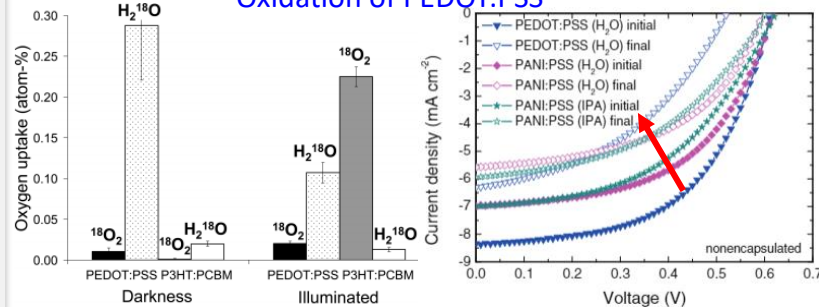 Oxidation of PEDOT:PSS
Oxygen uptake (atom-%)
0.30
0.25
0.20
0.15
0.10
0.05
0.00
¹⁸O₂
H₂¹⁸O
¹⁸O₂
H₂¹⁸O
¹⁸O₂
H₂¹⁸O
¹⁸O₂
H₂¹⁸O
PEDOT:PSS P3HT:PCBM
PEDOT:PSS P3HT:PCBM
Darkness
Illuminated
Current density (mA cm⁻²)
0
-1
-2
-3
-4
-5
-6
-7
-8
-9
PEDOT:PSS (H₂O) initial
PEDOT:PSS (H₂O) final
PANI:PSS (H₂O) initial
PANI:PSS (H₂O) final
PANI:PSS (IPA) initial
PANI:PSS (IPA) final
nonencapsulated
0.0 0.1 0.2 0.3 0.4 0.5 0.6 0.7
Voltage (V)